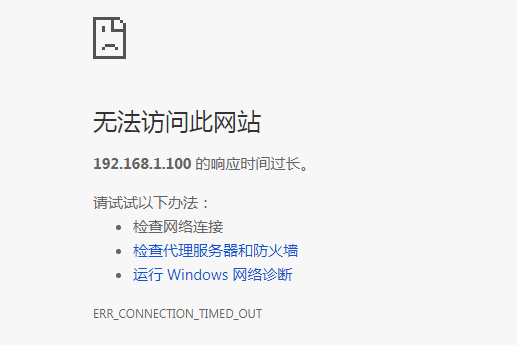 无法访问此网站
192.168.1.100 的响应时间过长。
请试试以下办法：
检查网络连接
检查代理服务器和防火墙
运行 Windows 网络诊断
ERR_CONNECTION_TIMED_OUT